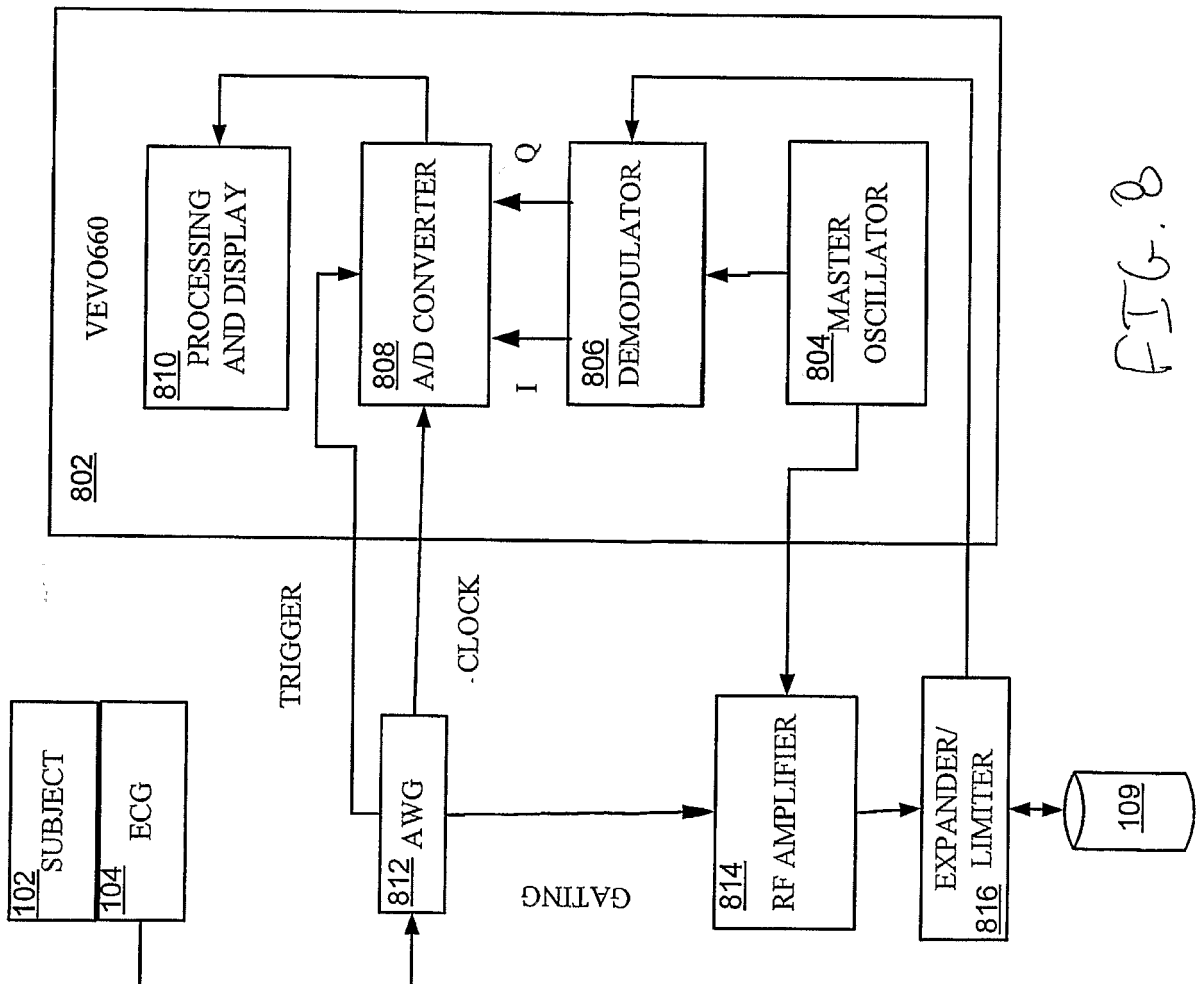 102 SUBJECT
104 ECG
TRIGGER
812 AWG
CLOCK
GATING
814
RF AMPLIFIER
EXPANDER/
816 LIMITER
109
802
VEVO660
810
PROCESSING
AND DISPLAY
808
A/D CONVERTER
I
Q
806
DEMODULATOR
804
MASTER
OSCILLATOR
FIG. 8